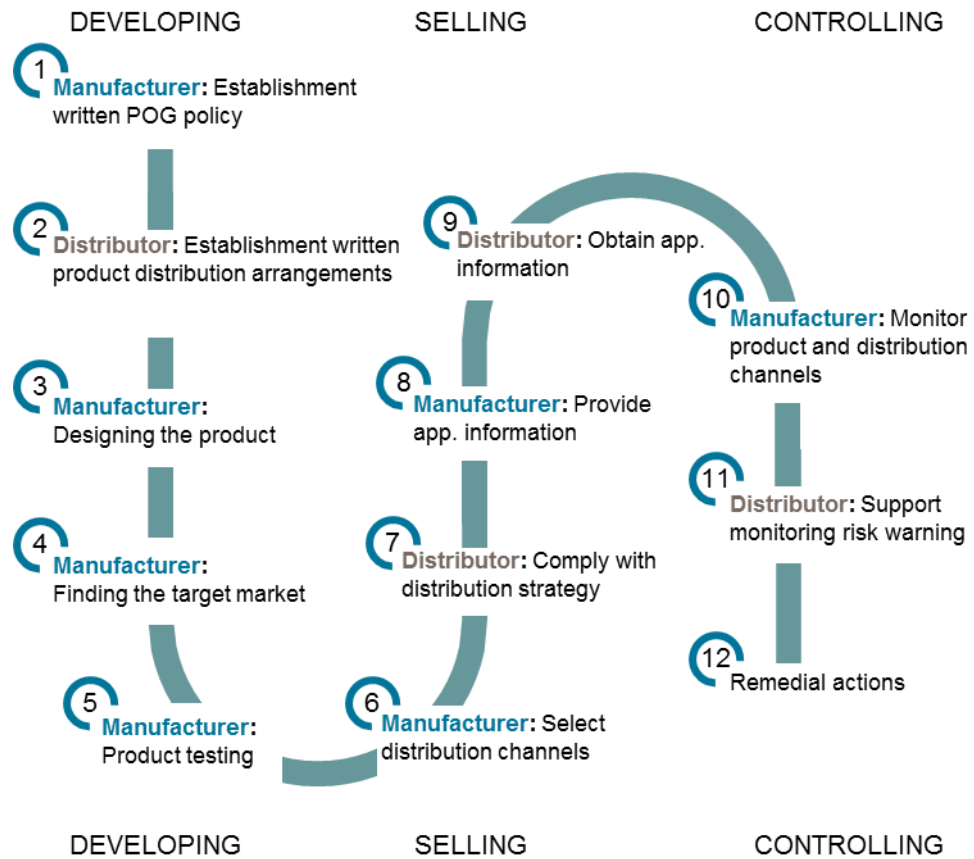 DEVELOPING
SELLING
CONTROLLING
1
Manufacturer: Establishment
written POG policy
2
Distributor: Establishment written
product distribution arrangements
3
Manufacturer:
Designing the product
4
Manufacturer:
Finding the target market
5
Manufacturer:
Product testing
6
Manufacturer: Select
distribution channels
7
Distributor: Comply with
distribution strategy
8
Manufacturer: Provide
app. information
9
Distributor: Obtain app.
information
10
Manufacturer: Monitor
product and distribution
channels
11
Distributor: Support
monitoring risk warning
12
Remedial actions
DEVELOPING
SELLING
CONTROLLING